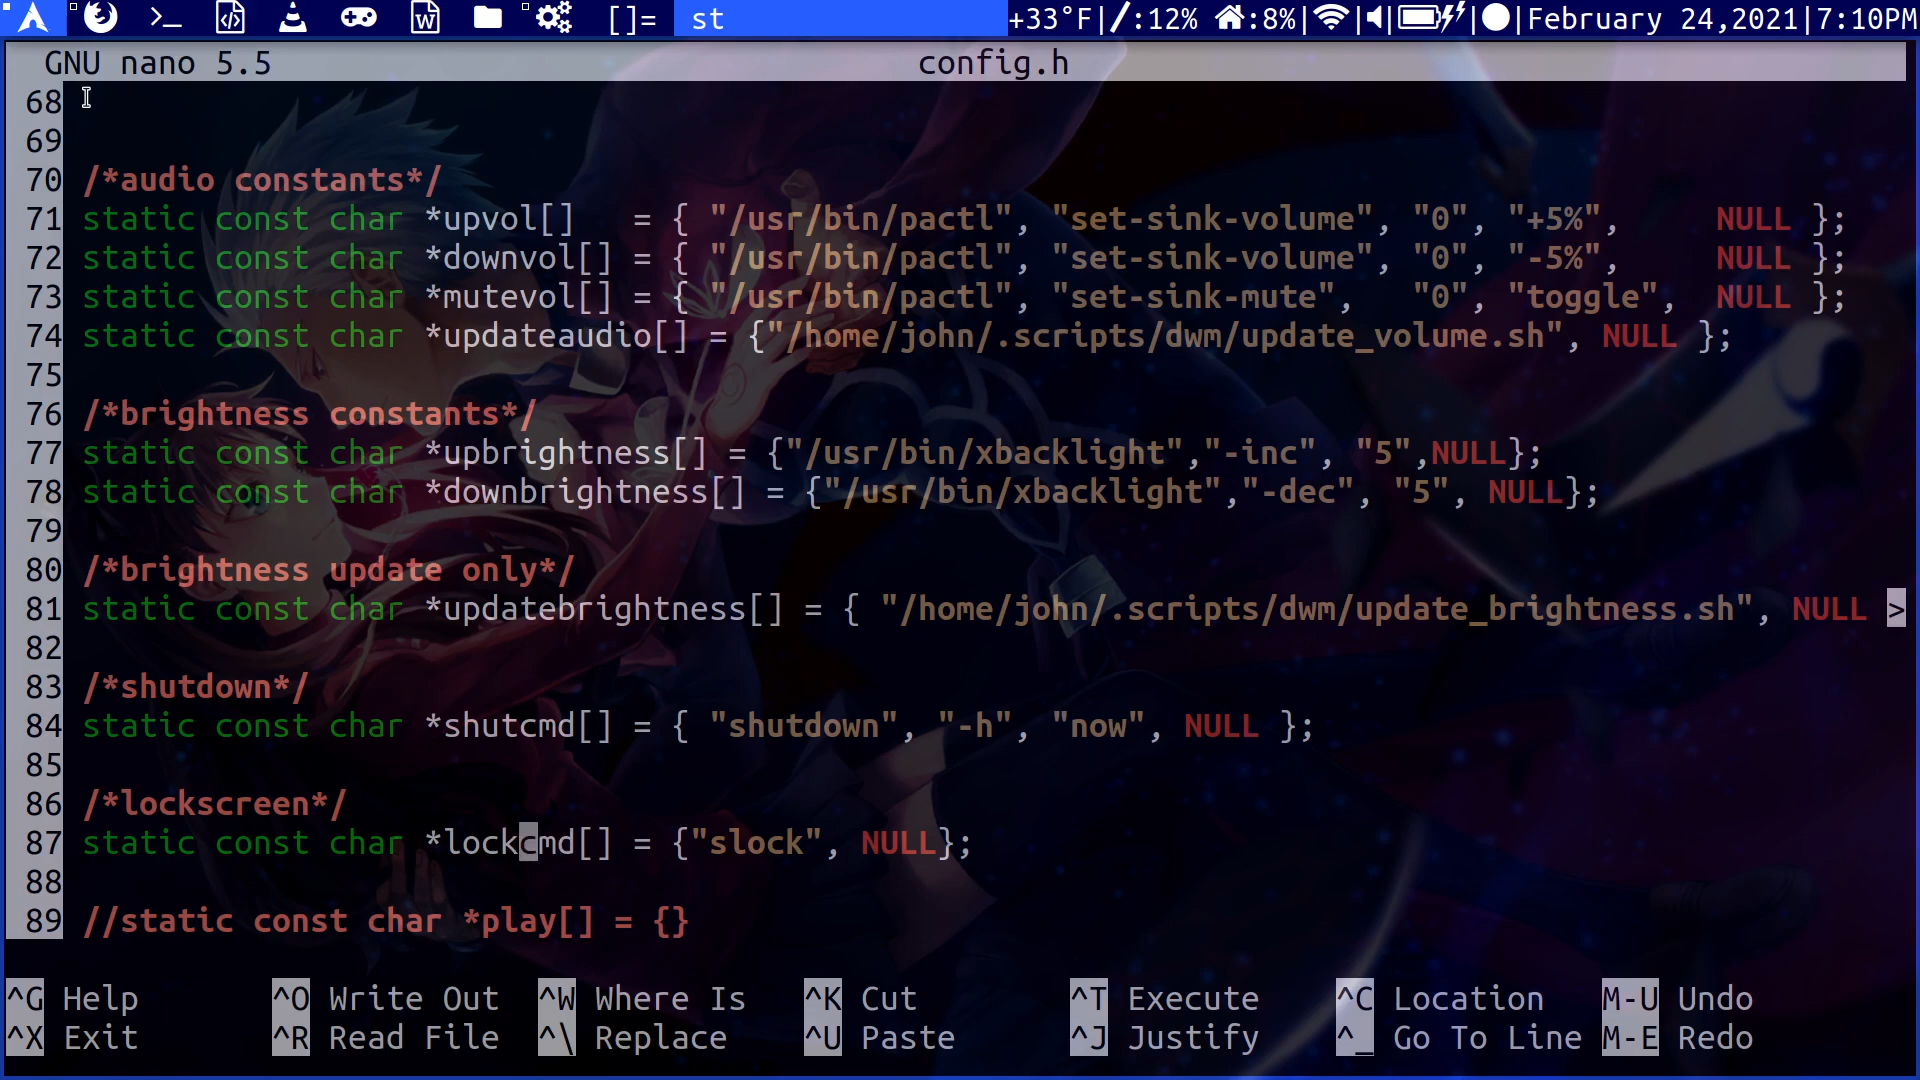 []= st +33°F|/:12% :8%| | | | |February 24,2021|7:10PM
GNU nano 5.5 config.h
68
69
70 /*audio constants*/
71 static const char *upvol[]   = { "/usr/bin/pactl", "set-sink-volume", "0", "+5%",     NULL };
72 static const char *downvol[] = { "/usr/bin/pactl", "set-sink-volume", "0", "-5%",     NULL };
73 static const char *mutevol[] = { "/usr/bin/pactl", "set-sink-mute",   "0", "toggle",  NULL };
74 static const char *updateaudio[] = {"/home/john/.scripts/dwm/update_volume.sh", NULL };
75
76 /*brightness constants*/
77 static const char *upbrightness[] = {"/usr/bin/xbacklight","-inc", "5",NULL};
78 static const char *downbrightness[] = {"/usr/bin/xbacklight","-dec", "5", NULL};
79
80 /*brightness update only*/
81 static const char *updatebrightness[] = { "/home/john/.scripts/dwm/update_brightness.sh", NULL >
82
83 /*shutdown*/
84 static const char *shutcmd[] = { "shutdown", "-h", "now", NULL };
85
86 /*lockscreen*/
87 static const char *lockcmd[] = {"slock", NULL};
88
89 //static const char *play[] = {}
^G Help ^O Write Out ^W Where Is ^K Cut ^T Execute ^C Location M-U Undo
^X Exit ^R Read File ^\ Replace ^U Paste ^J Justify ^_ Go To Line M-E Redo